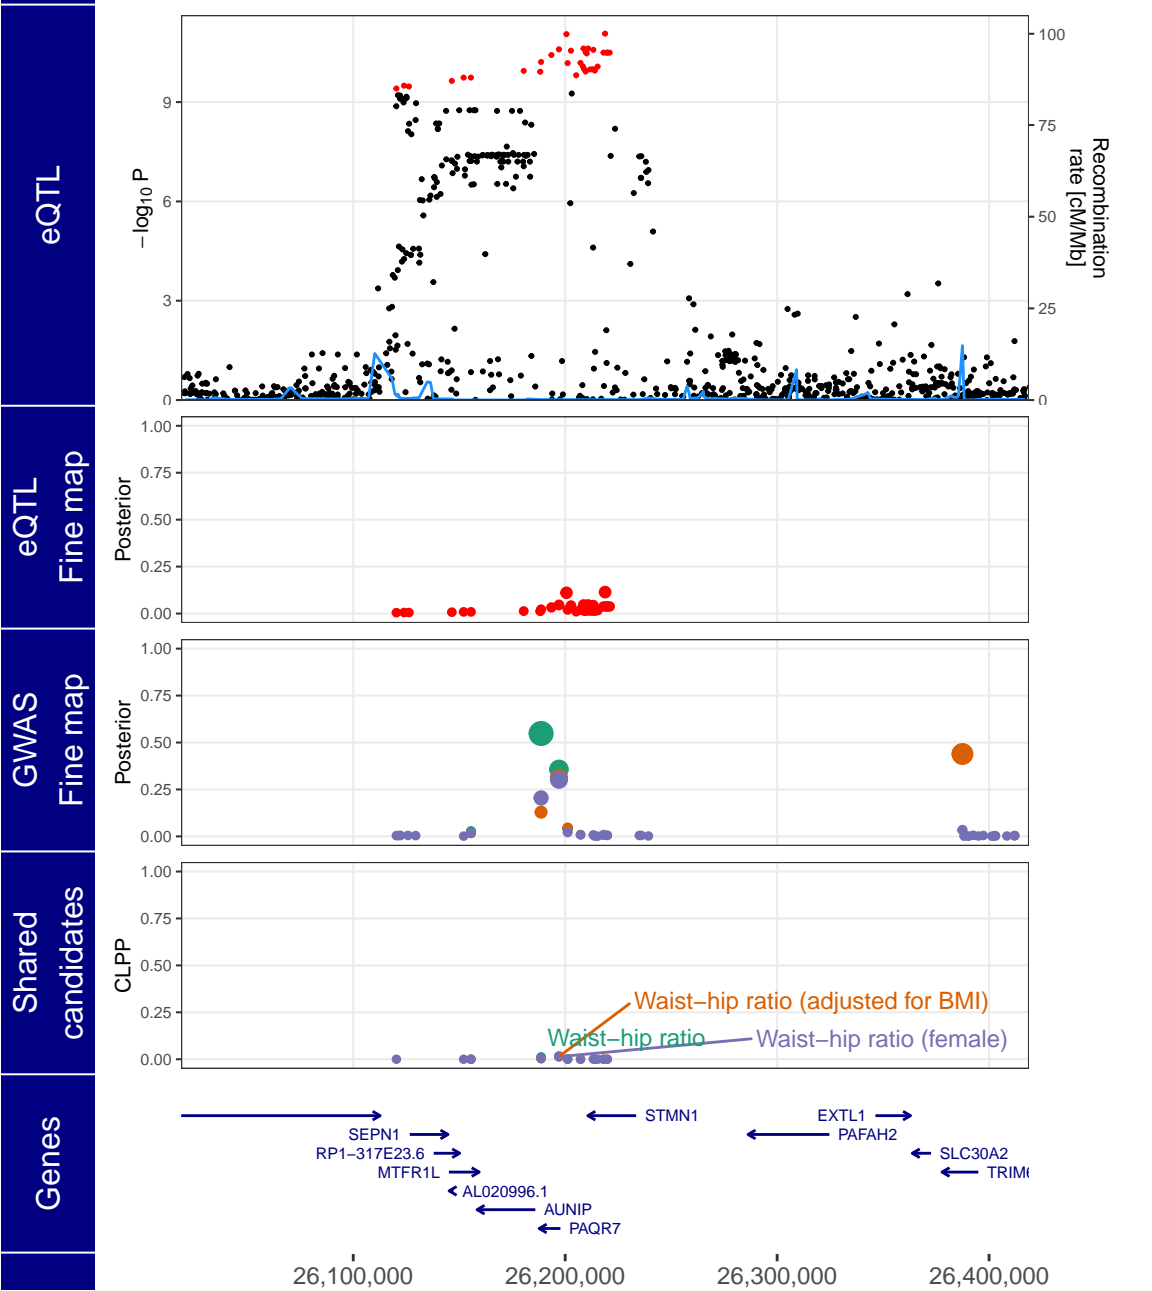 eQTL
−log10 P
9
6
3
0
100
75
50
25
0
Recombination
rate [cM/Mb]
eQTL
Fine map
Posterior
1.00
0.75
0.50
0.25
0.00
GWAS
Fine map
Posterior
1.00
0.75
0.50
0.25
0.00
Shared
candidates
CLPP
1.00
0.75
0.50
0.25
0.00
Waist−hip ratio (adjusted for BMI)
Waist−hip ratio
Waist−hip ratio (female)
Genes
STMN1
EXTL1
SEPN1
PAFAH2
RP1−317E23.6
SLC30A2
MTFR1L
TRIM6
AL020996.1
AUNIP
PAQR7
26,100,000
26,200,000
26,300,000
26,400,000